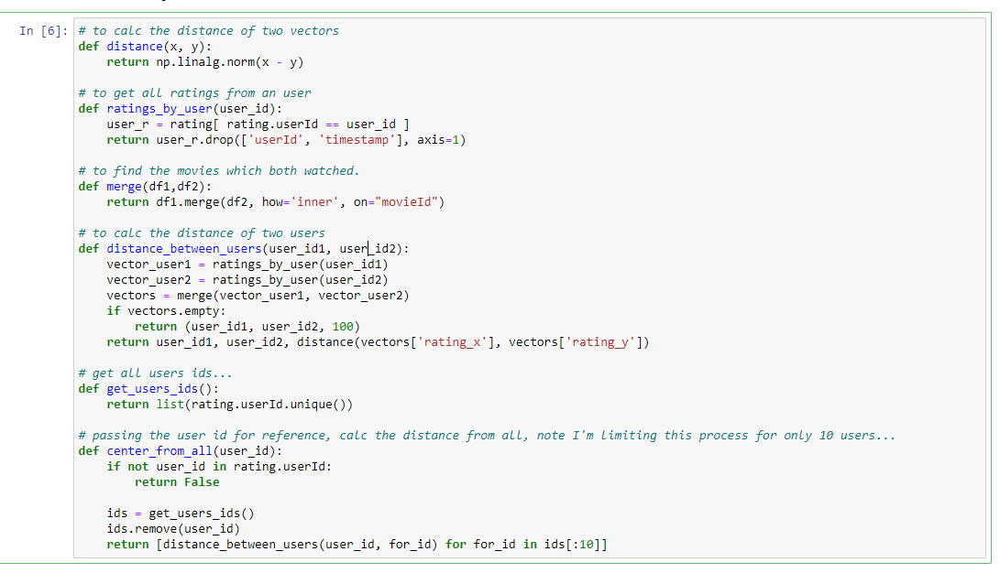 In [6]:
# to calc the distance of two vectors
def distance(x, y):
    return np.linalg.norm(x - y)

# to get all ratings from an user
def ratings_by_user(user_id):
    user_r = rating[ rating.userId == user_id ]
    return user_r.drop(['userId', 'timestamp'], axis=1)

# to find the movies which both watched.
def merge(df1,df2):
    return df1.merge(df2, how='inner', on="movieId")

# to calc the distance of two users
def distance_between_users(user_id1, user_id2):
    vector_user1 = ratings_by_user(user_id1)
    vector_user2 = ratings_by_user(user_id2)
    vectors = merge(vector_user1, vector_user2)
    if vectors.empty:
        return (user_id1, user_id2, 100)
    return user_id1, user_id2, distance(vectors['rating_x'], vectors['rating_y'])

# get all users ids...
def get_users_ids():
    return list(rating.userId.unique())

# passing the user id for reference, calc the distance from all, note I'm limiting this process for only 10 users...
def center_from_all(user_id):
    if not user_id in rating.userId:
        return False

    ids = get_users_ids()
    ids.remove(user_id)
    return [distance_between_users(user_id, for_id) for for_id in ids[:10]]